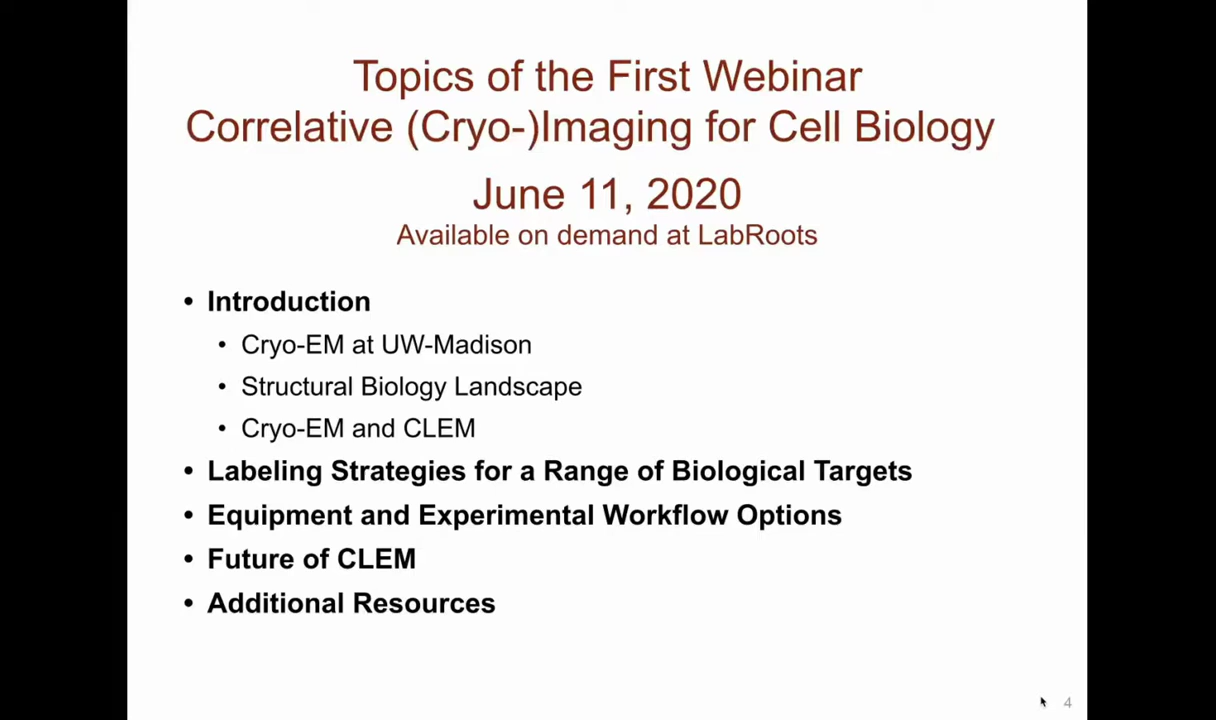 Topics of the First Webinar
Correlative (Cryo-)Imaging for Cell Biology
June 11, 2020
Available on demand at LabRoots
• Introduction
• Cryo-EM at UW-Madison
• Structural Biology Landscape
• Cryo-EM and CLEM
• Labeling Strategies for a Range of Biological Targets
• Equipment and Experimental Workflow Options
• Future of CLEM
• Additional Resources
4